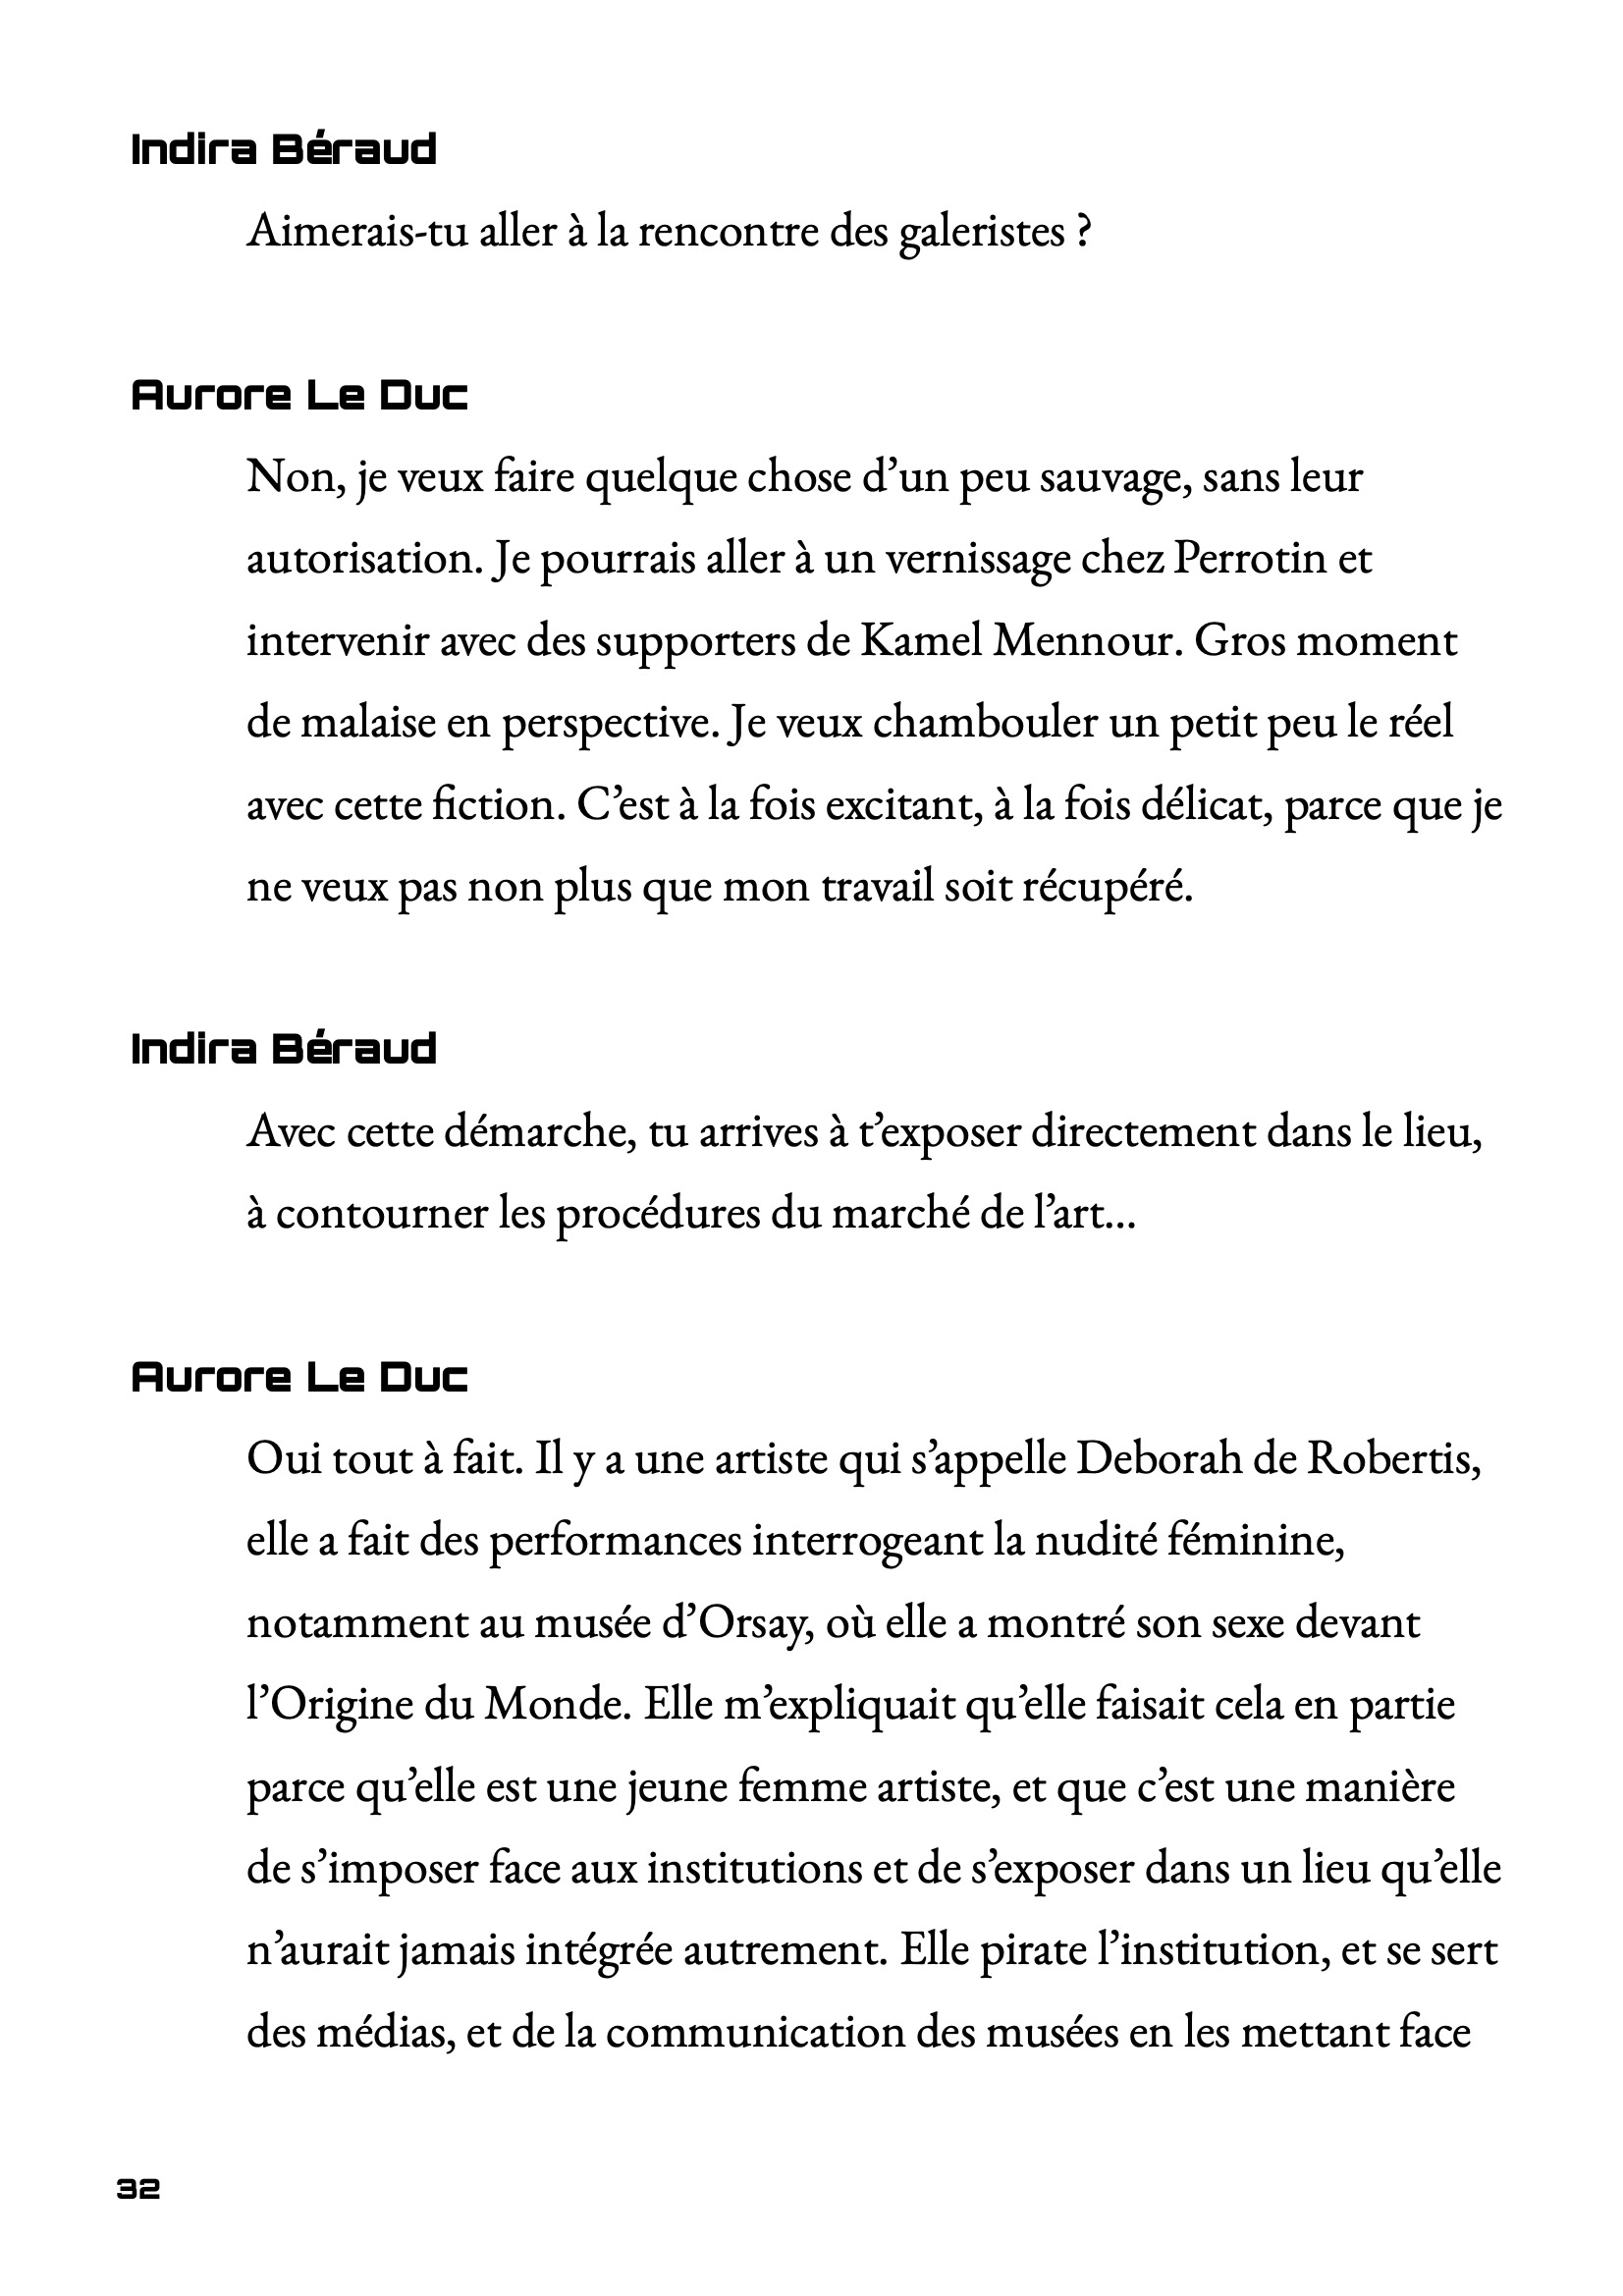 Indira Béraud
Aimerais-tu aller à la rencontre des galeristes ?
Aurore Le Duc
Non, je veux faire quelque chose d’un peu sauvage, sans leur
autorisation. Je pourrais aller à un vernissage chez Perrotin et
intervenir avec des supporters de Kamel Mennour. Gros moment
de malaise en perspective. Je veux chambouler un petit peu le réel
avec cette fiction. C’est à la fois excitant, à la fois délicat, parce que je
ne veux pas non plus que mon travail soit récupéré.
Indira Béraud
Avec cette démarche, tu arrives à t’exposer directement dans le lieu,
à contourner les procédures du marché de l’art...
Aurore Le Duc
Oui tout à fait. Il y a une artiste qui s’appelle Deborah de Robertis,
elle a fait des performances interrogeant la nudité féminine,
notamment au musée d’Orsay, où elle a montré son sexe devant
l’Origine du Monde. Elle m’expliquait qu’elle faisait cela en partie
parce qu’elle est une jeune femme artiste, et que c’est une manière
de s’imposer face aux institutions et de s’exposer dans un lieu qu’elle
n’aurait jamais intégrée autrement. Elle pirate l’institution, et se sert
des médias, et de la communication des musées en les mettant face
32